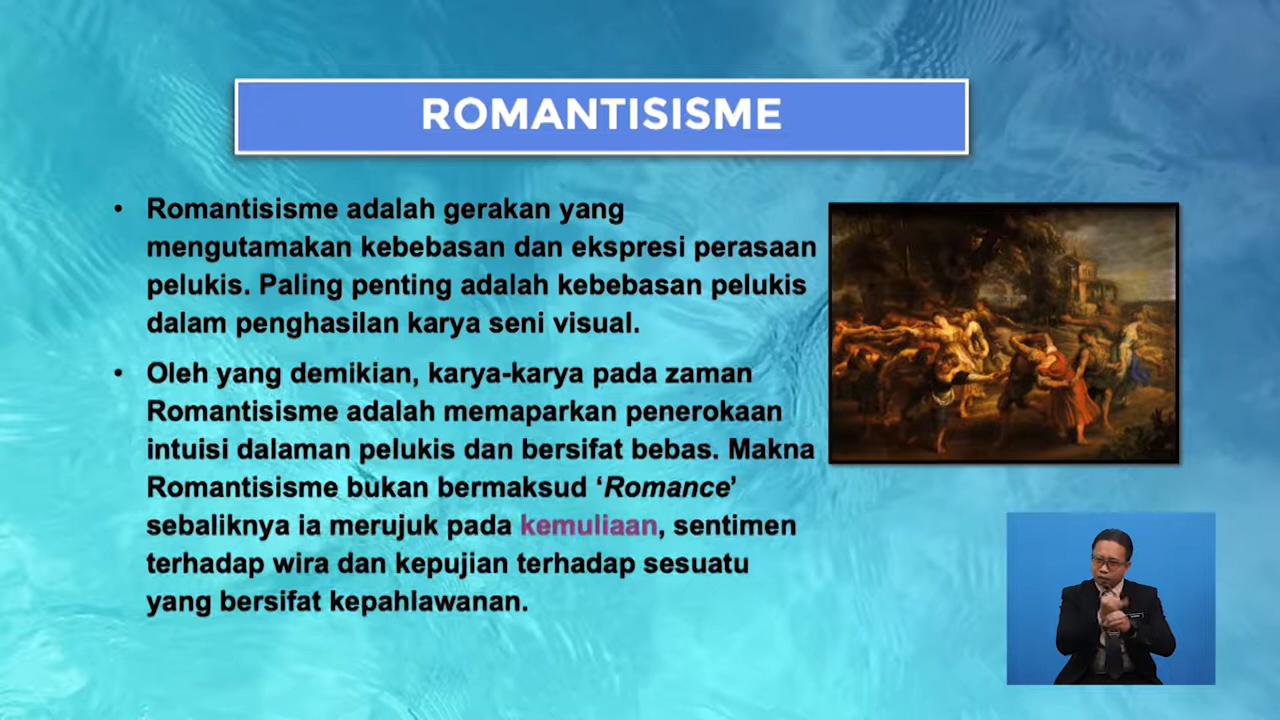 ROMANTISISME
• Romantisisme adalah gerakan yang
mengutamakan kebebasan dan ekspresi perasaan
pelukis. Paling penting adalah kebebasan pelukis
dalam penghasilan karya seni visual.
• Oleh yang demikian, karya-karya pada zaman
Romantisisme adalah memaparkan penerokaan
intuisi dalaman pelukis dan bersifat bebas. Makna
Romantisisme bukan bermaksud ‘Romance’
sebaliknya ia merujuk pada kemuliaan, sentimen
terhadap wira dan kepujian terhadap sesuatu
yang bersifat kepahlawanan.